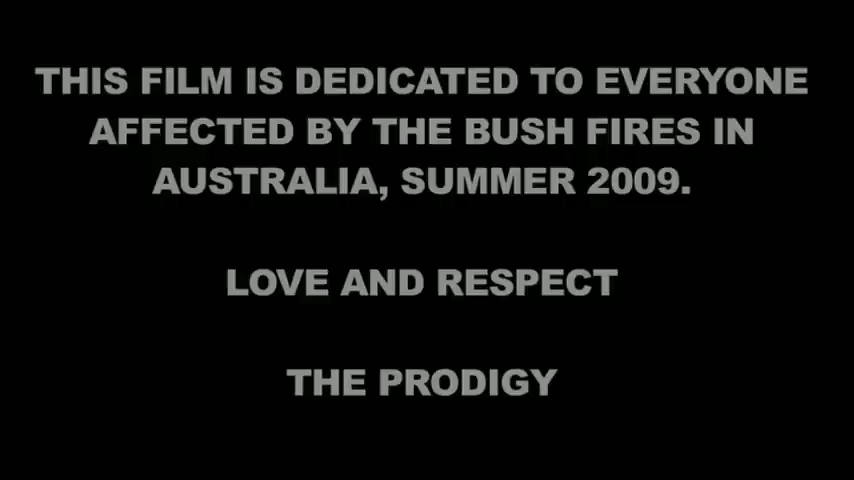 THIS FILM IS DEDICATED TO EVERYONE
AFFECTED BY THE BUSH FIRES IN
AUSTRALIA, SUMMER 2009.
LOVE AND RESPECT
THE PRODIGY